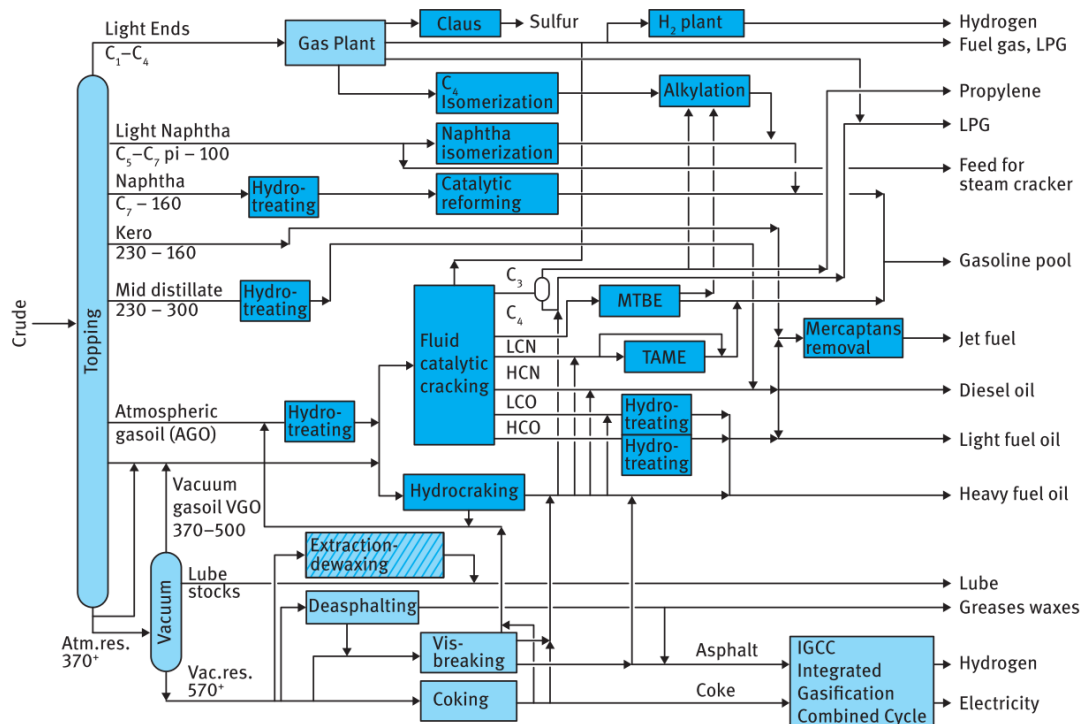 Light Ends
C₁–C₄
Gas Plant
Claus
Sulfur
H₂ plant
Hydrogen
Fuel gas, LPG
C₄
Isomerization
Alkylation
Propylene
LPG
Light Naphtha
C₅–C₇ pi – 100
Naphtha
isomerization
Feed for
steam cracker
Naphtha
C₇ – 160
Hydro-
treating
Catalytic
reforming
Kero
230 – 160
Gasoline pool
Mid distillate
230 – 300
Hydro-
treating
C₃
C₄
MTBE
Crude
Topping
Fluid
catalytic
cracking
LCN
TAME
Mercaptans
removal
Jet fuel
HCN
Diesel oil
Atmospheric
gasoil (AGO)
Hydro-
treating
LCO
Hydro-
treating
HCO
Hydro-
treating
Light fuel oil
Vacuum
gasoil VGO
370–500
Hydrocraking
Heavy fuel oil
Extraction-
dewaxing
Vacuum
Lube
stocks
Lube
Deasphalting
Greases waxes
Atm.res.
370⁺
Vis-
breaking
Asphalt
IGCC
Integrated
Gasification
Combined Cycle
Hydrogen
Vac.res.
570⁺
Coking
Coke
Electricity